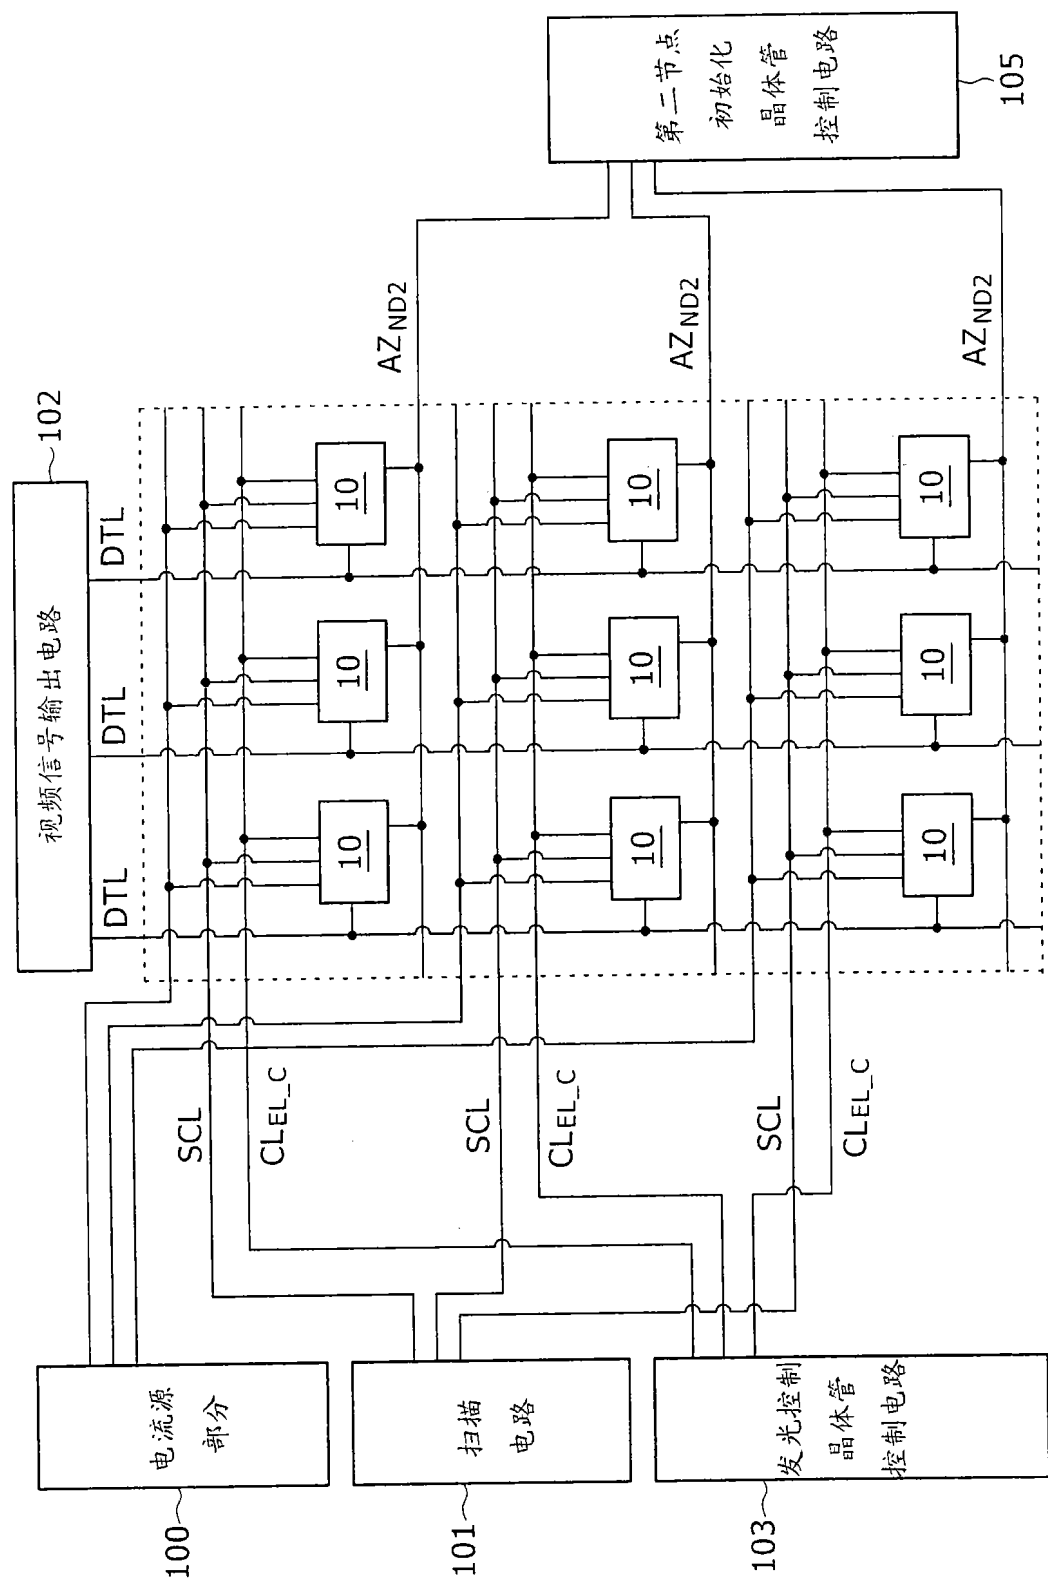 视频信号输出电路
102
DTL
DTL
DTL
电流源
部分
100
扫描
电路
101
发光控制
晶体管
控制电路
103
第二节点
初始化
晶体管
控制电路
105
SCL
CLEL_C
SCL
CLEL_C
SCL
CLEL_C
AZND2
AZND2
AZND2
10
10
10
10
10
10
10
10
10